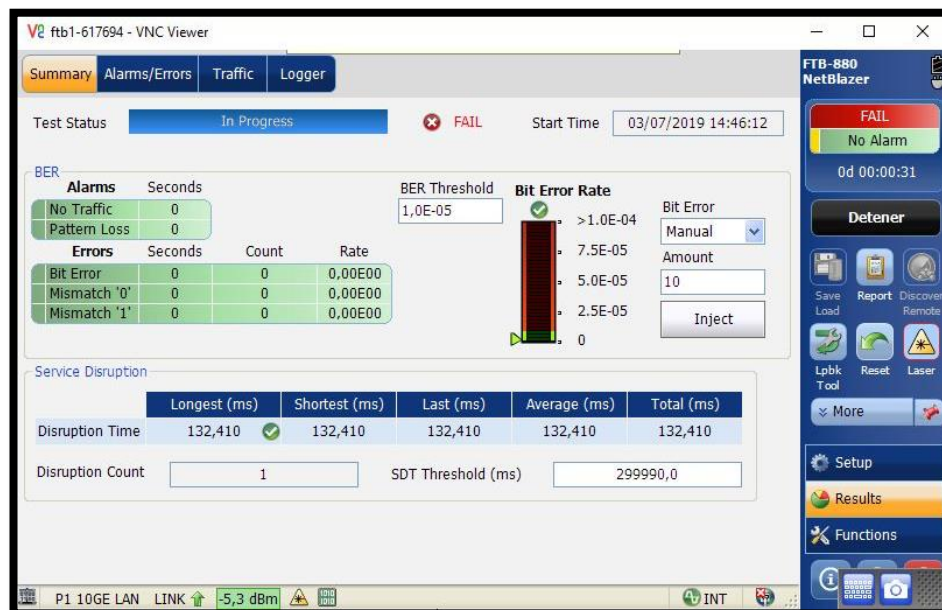 ftb1-617694 - VNC Viewer
Summary Alarms/Errors Traffic Logger
Test Status In Progress FAIL Start Time 03/07/2019 14:46:12
BER
Alarms Seconds
No Traffic 0
Pattern Loss 0
Errors Seconds Count Rate
Bit Error 0 0 0,00E00
Mismatch '0' 0 0 0,00E00
Mismatch '1' 0 0 0,00E00
BER Threshold
1,0E-05
Bit Error Rate
>1.0E-04
7.5E-05
5.0E-05
2.5E-05
0
Bit Error
Manual
Amount
10
Inject
Service Disruption
Longest (ms) Shortest (ms) Last (ms) Average (ms) Total (ms)
Disruption Time 132,410 132,410 132,410 132,410 132,410
Disruption Count 1 SDT Threshold (ms) 299990,0
P1 10GE LAN LINK -5,3 dBm INT
FTB-880
NetBlazer
FAIL
No Alarm
0d 00:00:31
Detener
Save
Load
Report
Discover
Remote
Lpbk
Tool
Reset
Laser
More
Setup
Results
Functions